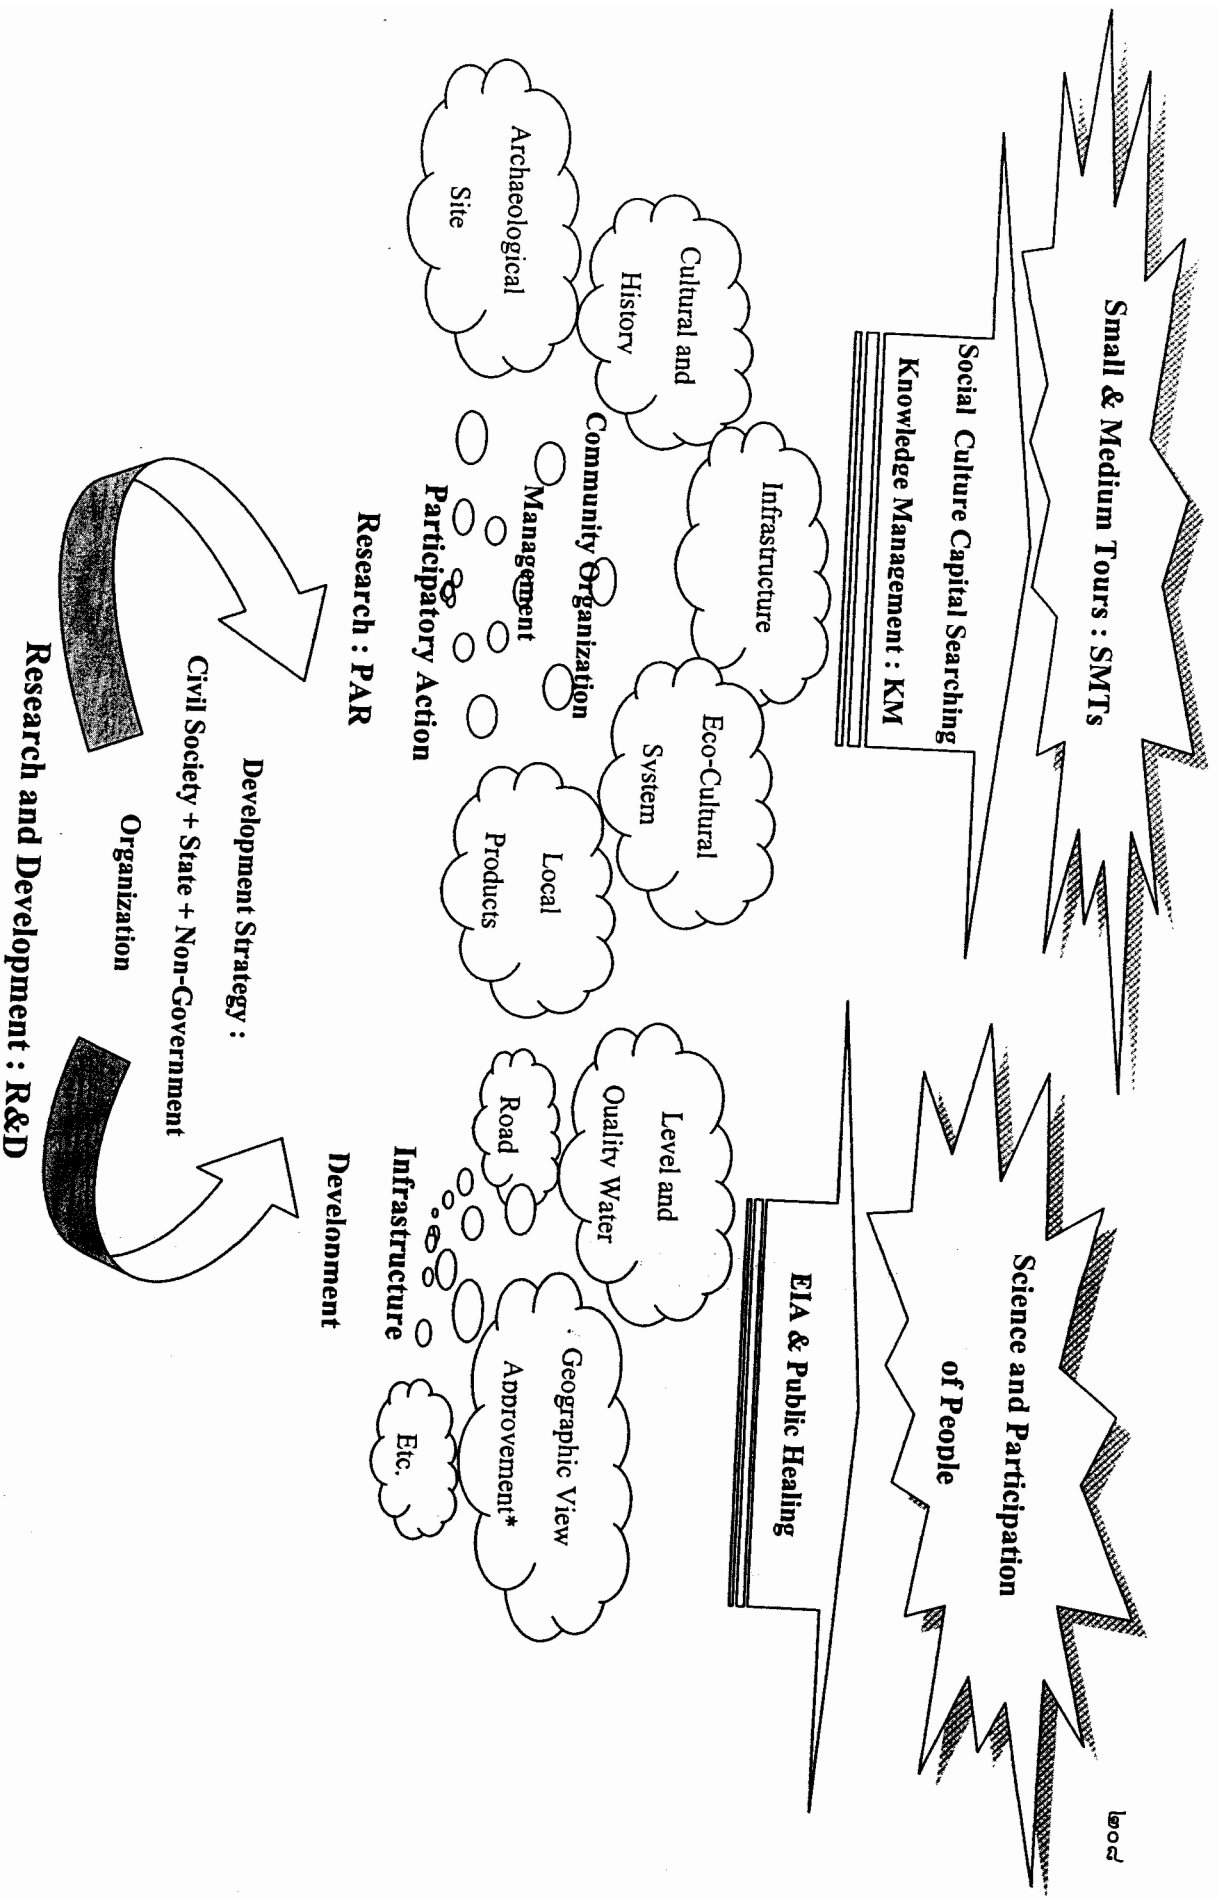 ๒๐๘
Small & Medium Tours : SMTs
Science and Participation
of People
Social Culture Capital Searching
Knowledge Management : KM
EIA & Public Healing
Infrastructure
Cultural and
History
Eco-Cultural
System
Archaeological
Site
Local
Products
Level and
Quality Water
Road
Geographic View
Approvement*
Etc.
Community Organization
Management
Participatory Action
Research : PAR
Infrastructure
Development
Development Strategy :
Civil Society + State + Non-Government
Organization
Research and Development : R&D